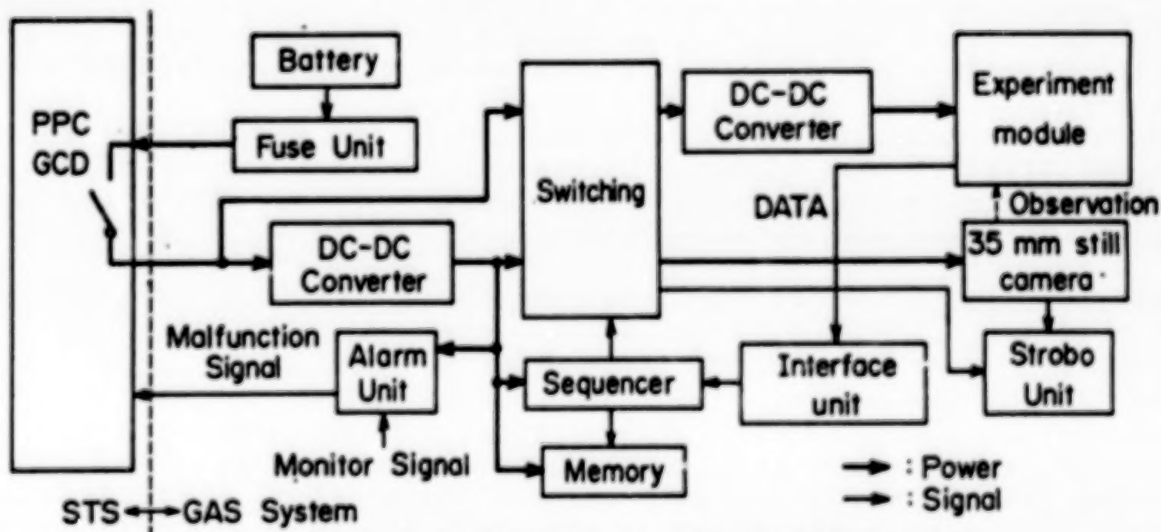 PPC
GCD
Battery
Fuse Unit
DC-DC
Converter
Malfunction
Signal
Alarm
Unit
Monitor Signal
Switching
Sequencer
Memory
DC-DC
Converter
DATA
Interface
unit
Experiment
module
Observation
35 mm still
camera
Strobo
Unit
: Power
: Signal
STS
GAS System